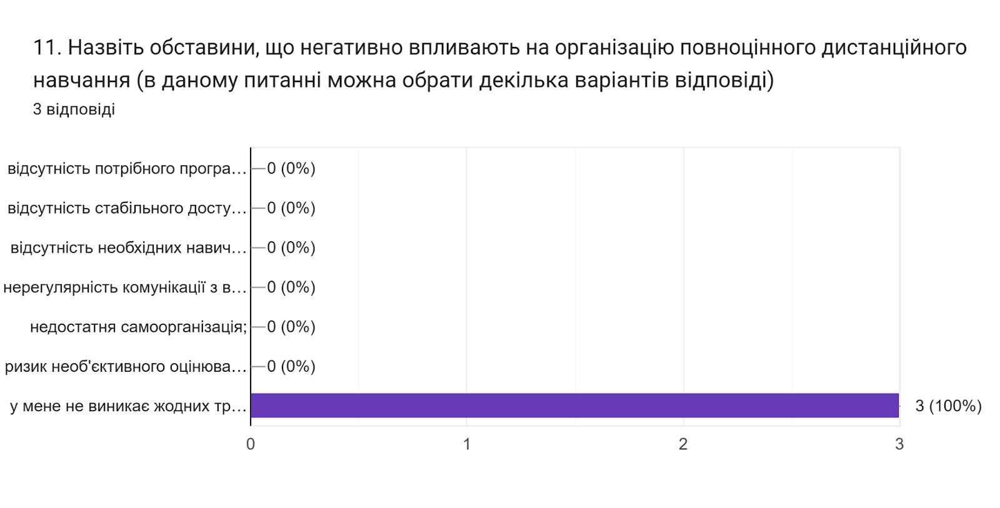 11. Назвіть обставини, що негативно впливають на організацію повноцінного дистанційного
навчання (в даному питанні можна обрати декілька варіантів відповіді)
3 відповіді
відсутність потрібного програ… 0 (0%)
відсутність стабільного досту… 0 (0%)
відсутність необхідних навич… 0 (0%)
нерегулярність комунікації з в… 0 (0%)
недостатня самоорганізація; 0 (0%)
ризик необ'єктивного оцінюва… 0 (0%)
у мене не виникає жодних тр… 3 (100%)
0 1 2 3